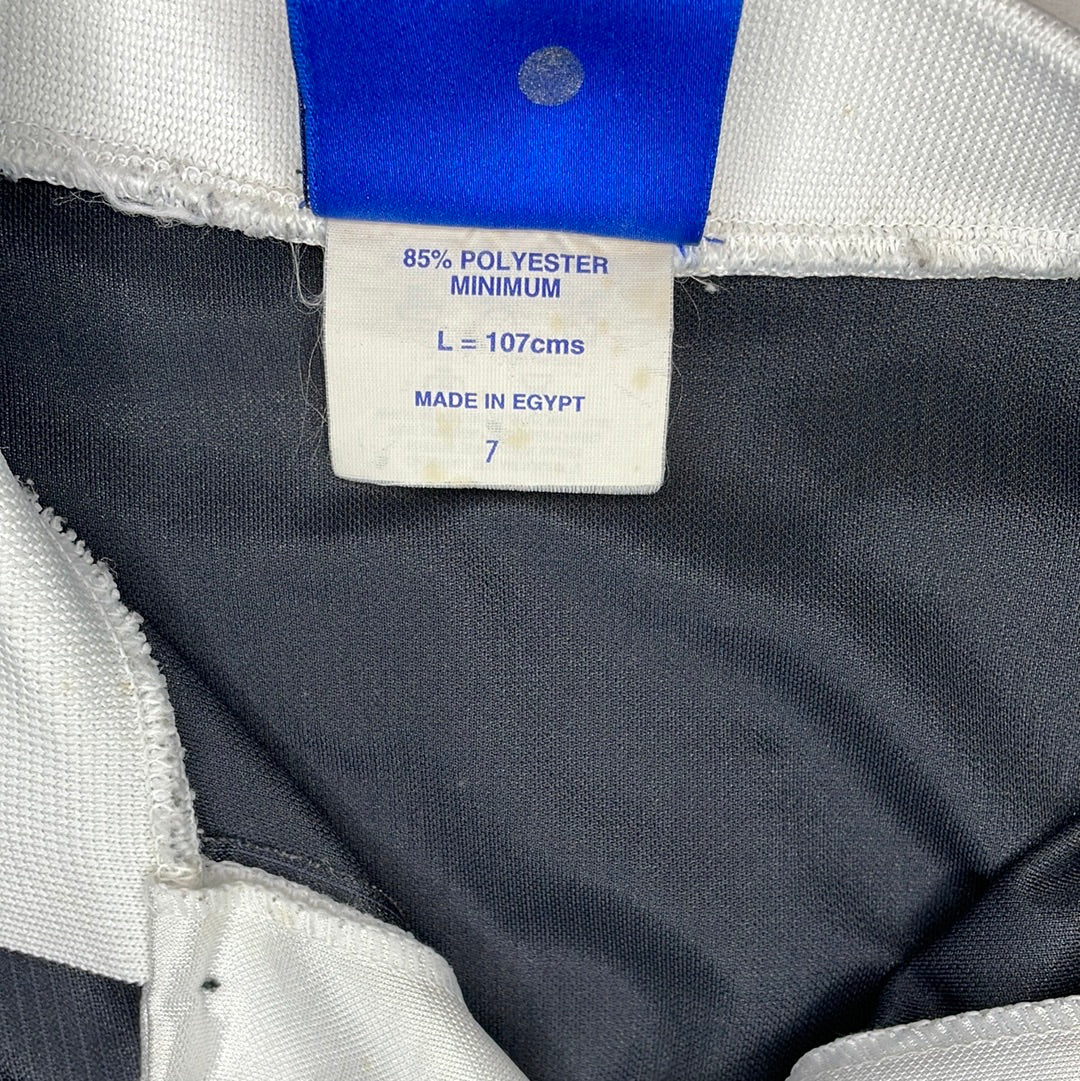 85% POLYESTER
MINIMUM
L = 107cms
MADE IN EGYPT
7